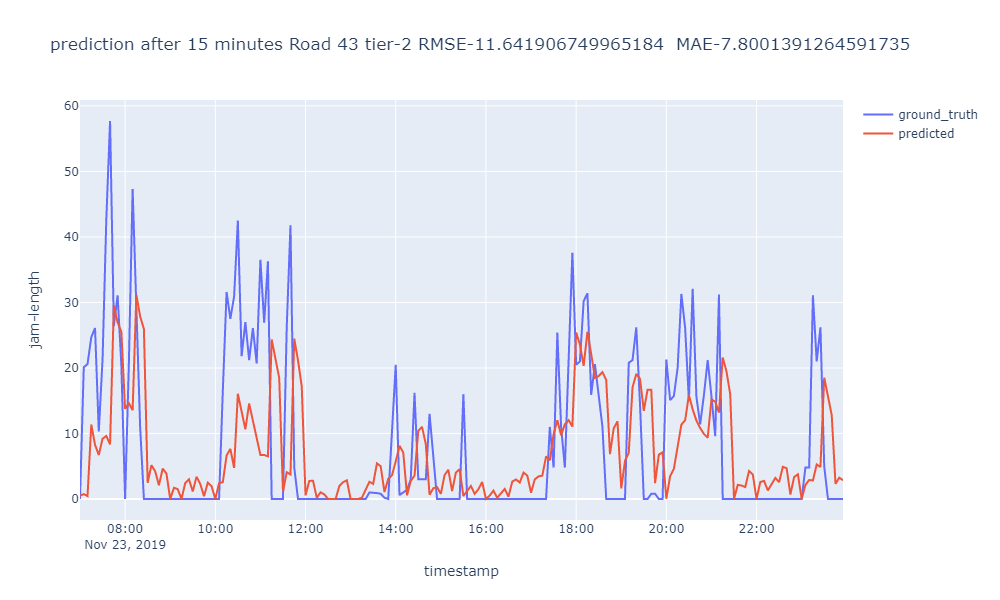 prediction after 15 minutes Road 43 tier-2 RMSE-11.641906749965184  MAE-7.8001391264591735
ground_truth
predicted
jam-length
60
50
40
30
20
10
0
08:00 10:00 12:00 14:00 16:00 18:00 20:00 22:00
Nov 23, 2019
timestamp